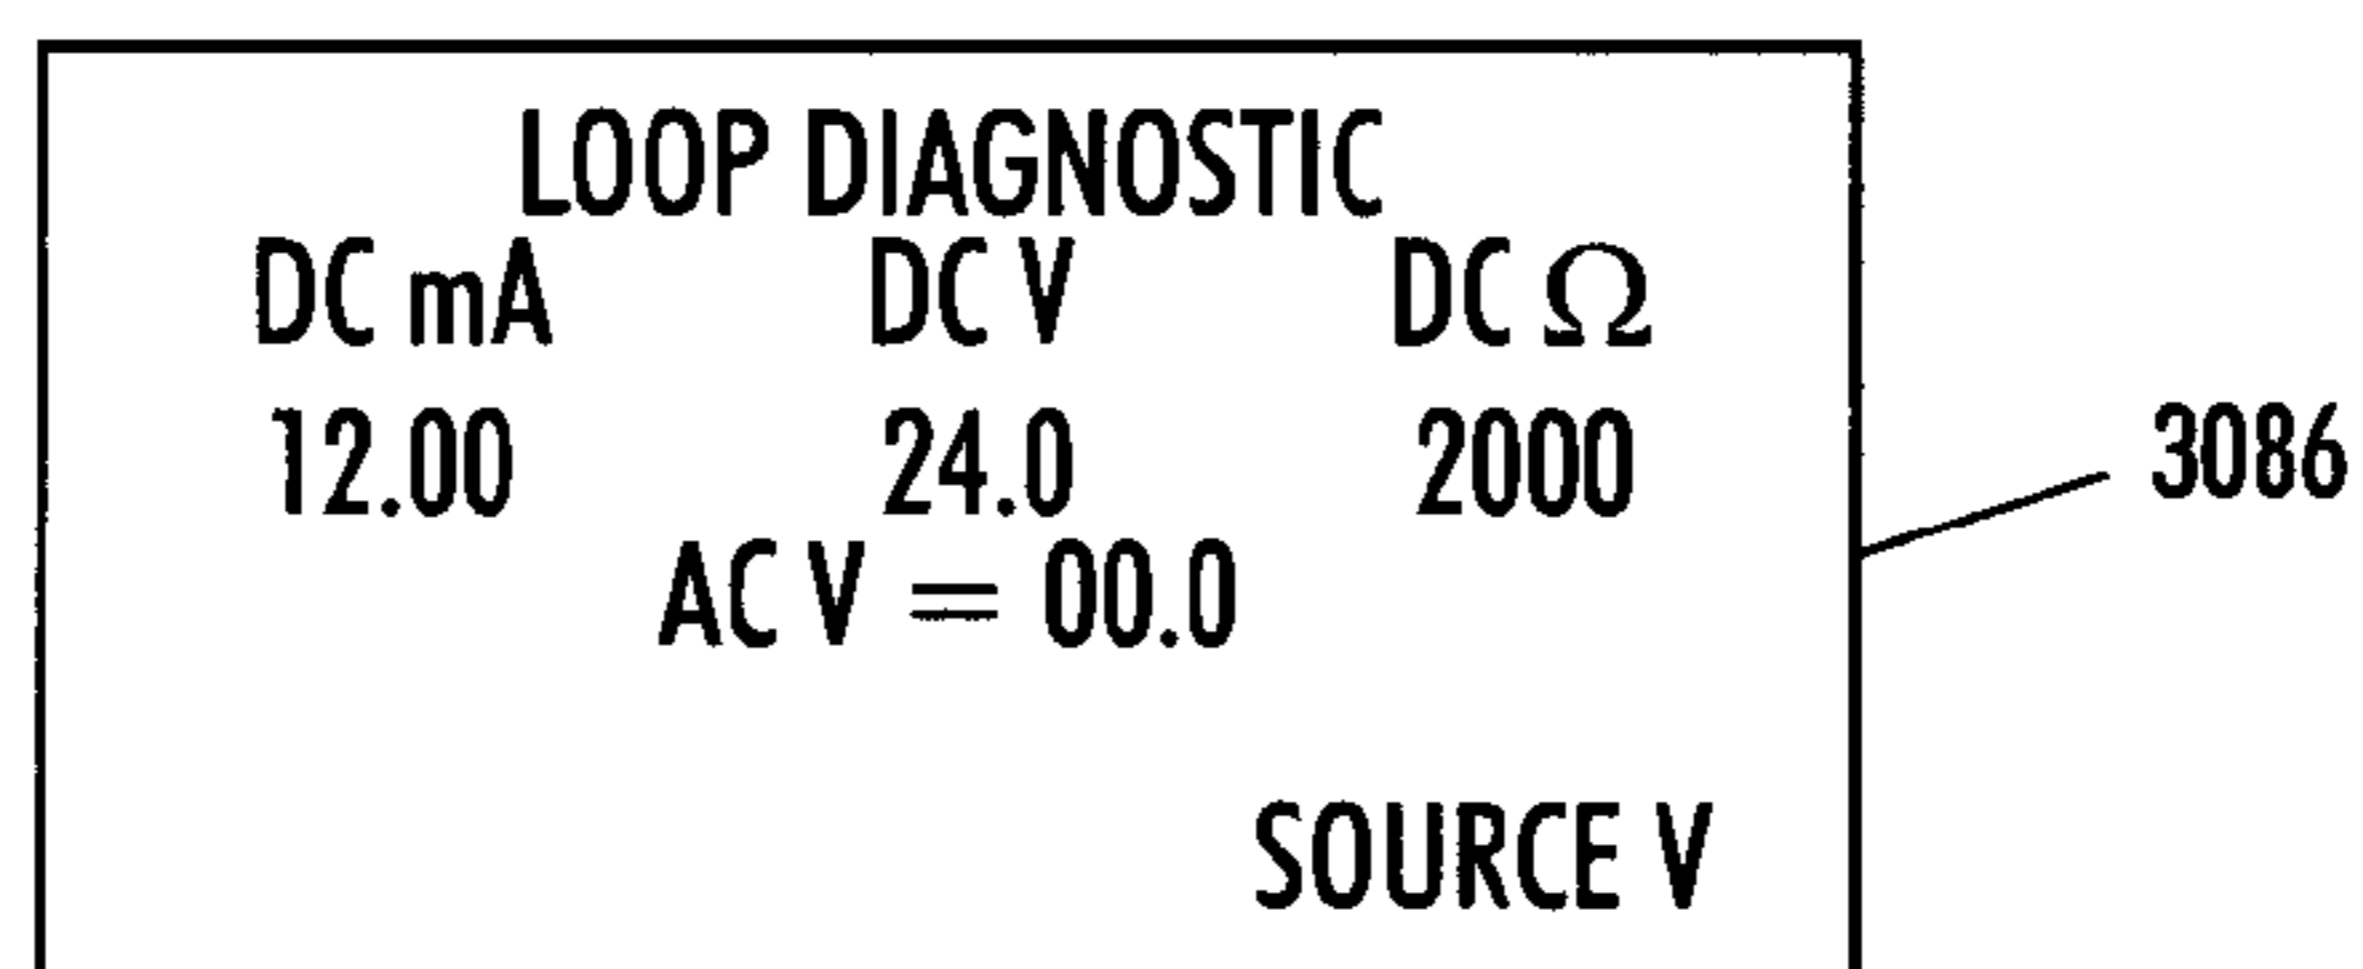 LOOP DIAGNOSTIC
DC mA DC V DC Ω
12.00 24.0 2000
3086
AC V = 00.0
SOURCE V